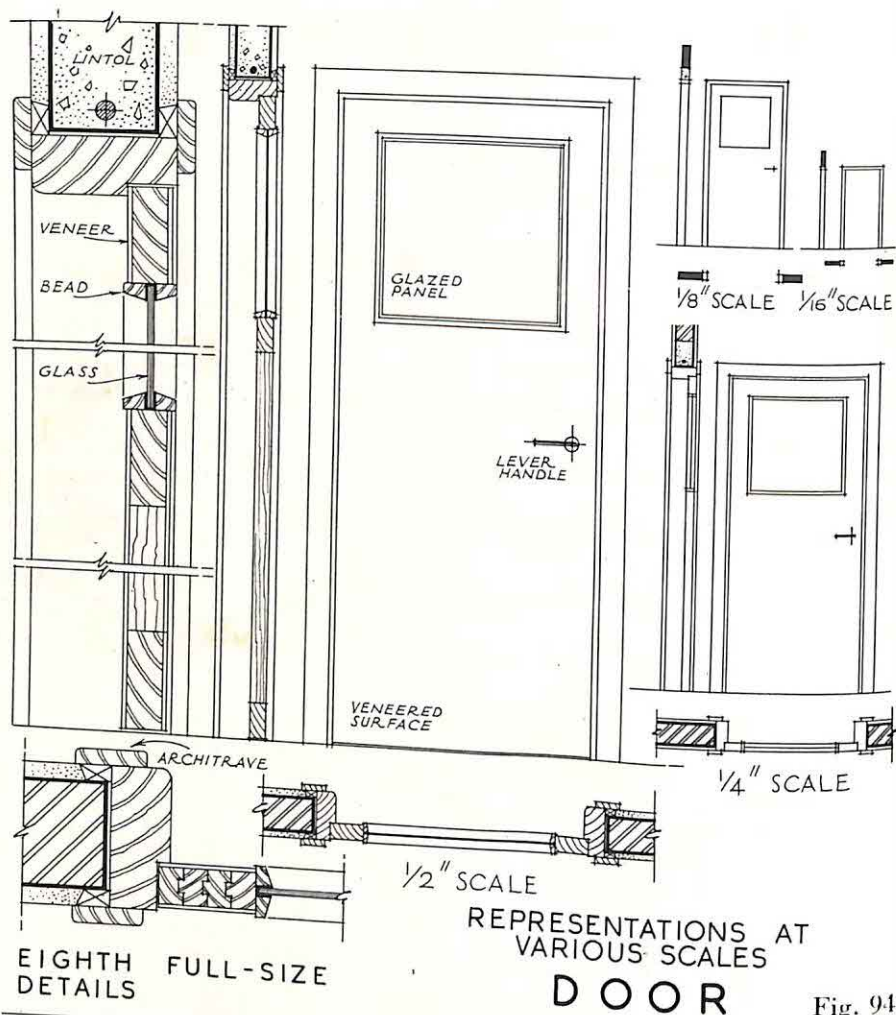 LINTOL
VENEER
BEAD
GLASS
GLAZED
PANEL
LEVER
HANDLE
VENEERED
SURFACE
1/8" SCALE
1/16" SCALE
1/4" SCALE
ARCHITRAVE
1/2" SCALE
EIGHTH FULL-SIZE
DETAILS
REPRESENTATIONS AT
VARIOUS SCALES
DOOR
Fig. 94